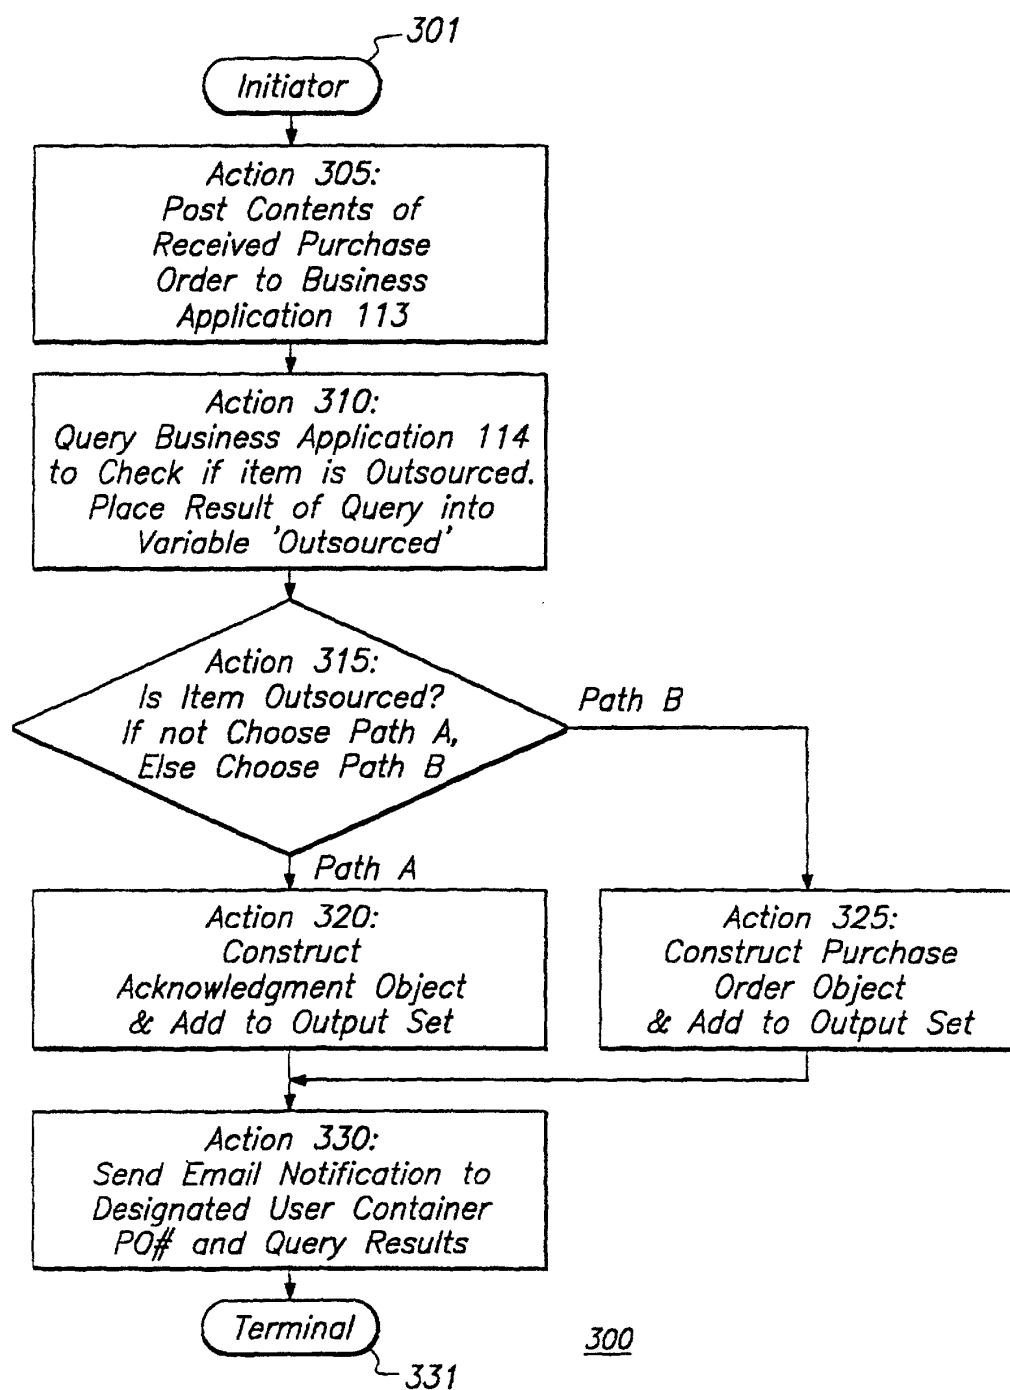 301
Initiator
Action 305:
Post Contents of
Received Purchase
Order to Business
Application 113
Action 310:
Query Business Application 114
to Check if item is Outsourced.
Place Result of Query into
Variable 'Outsourced'
Action 315:
Is Item Outsourced?
If not Choose Path A,
Else Choose Path B
Path B
Path A
Action 320:
Construct
Acknowledgment Object
& Add to Output Set
Action 325:
Construct Purchase
Order Object
& Add to Output Set
Action 330:
Send Email Notification to
Designated User Container
PO# and Query Results
Terminal
300
331